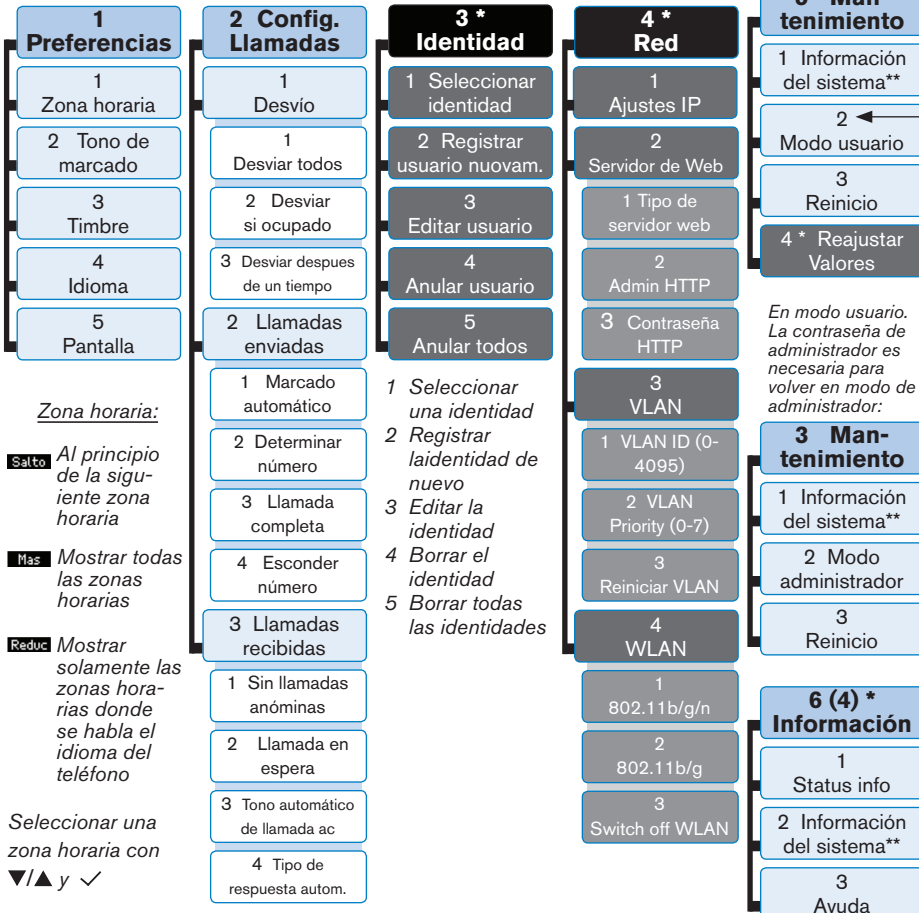 1
Preferencias
1
Zona horaria
2 Tono de
marcado
3
Timbre
4
Idioma
5
Pantalla
Zona horaria:
Salto Al principio
de la sigu-
iente zona
horaria
Mas Mostrar todas
las zonas
horarias
Reduc Mostrar
solamente las
zonas hora-
rias donde
se habla el
idioma del
teléfono
Seleccionar una
zona horaria con
▼/▲ y ✓
2 Config.
Llamadas
1
Desvío
1
Desviar todos
2 Desviar
si ocupado
3 Desviar despues
de un tiempo
2 Llamadas
enviadas
1 Marcado
automático
2 Determinar
número
3 Llamada
completa
4 Esconder
número
3 Llamadas
recibidas
1 Sin llamadas
anóminas
2 Llamada en
espera
3 Tono automático
de llamada ac
4 Tipo de
respuesta autom.
3 *
Identidad
1 Seleccionar
identidad
2 Registrar
usuario nuovam.
3
Editar usuario
4
Anular usuario
5
Anular todos
1 Seleccionar
una identidad
2 Registrar
laidentidad de
nuevo
3 Editar la
identidad
4 Borrar el
identidad
5 Borrar todas
las identidades
4 *
Red
1
Ajustes IP
2
Servidor de Web
1 Tipo de
servidor web
2
Admin HTTP
3 Contraseña
HTTP
3
VLAN
1 VLAN ID (0-
4095)
2 VLAN
Priority (0-7)
3
Reiniciar VLAN
4
WLAN
1
802.11b/g/n
2
802.11b/g
3
Switch off WLAN
Man-
tenimiento
1 Información
del sistema**
2
Modo usuario
3
Reinicio
4 * Reajustar
Valores
En modo usuario.
La contraseña de
administrador es
necesaria para
volver en modo de
administrador:
3 Man-
tenimiento
1 Información
del sistema**
2 Modo
administrador
3
Reinicio
6 (4) *
Información
1
Status info
2 Información
del sistema**
3
Ayuda